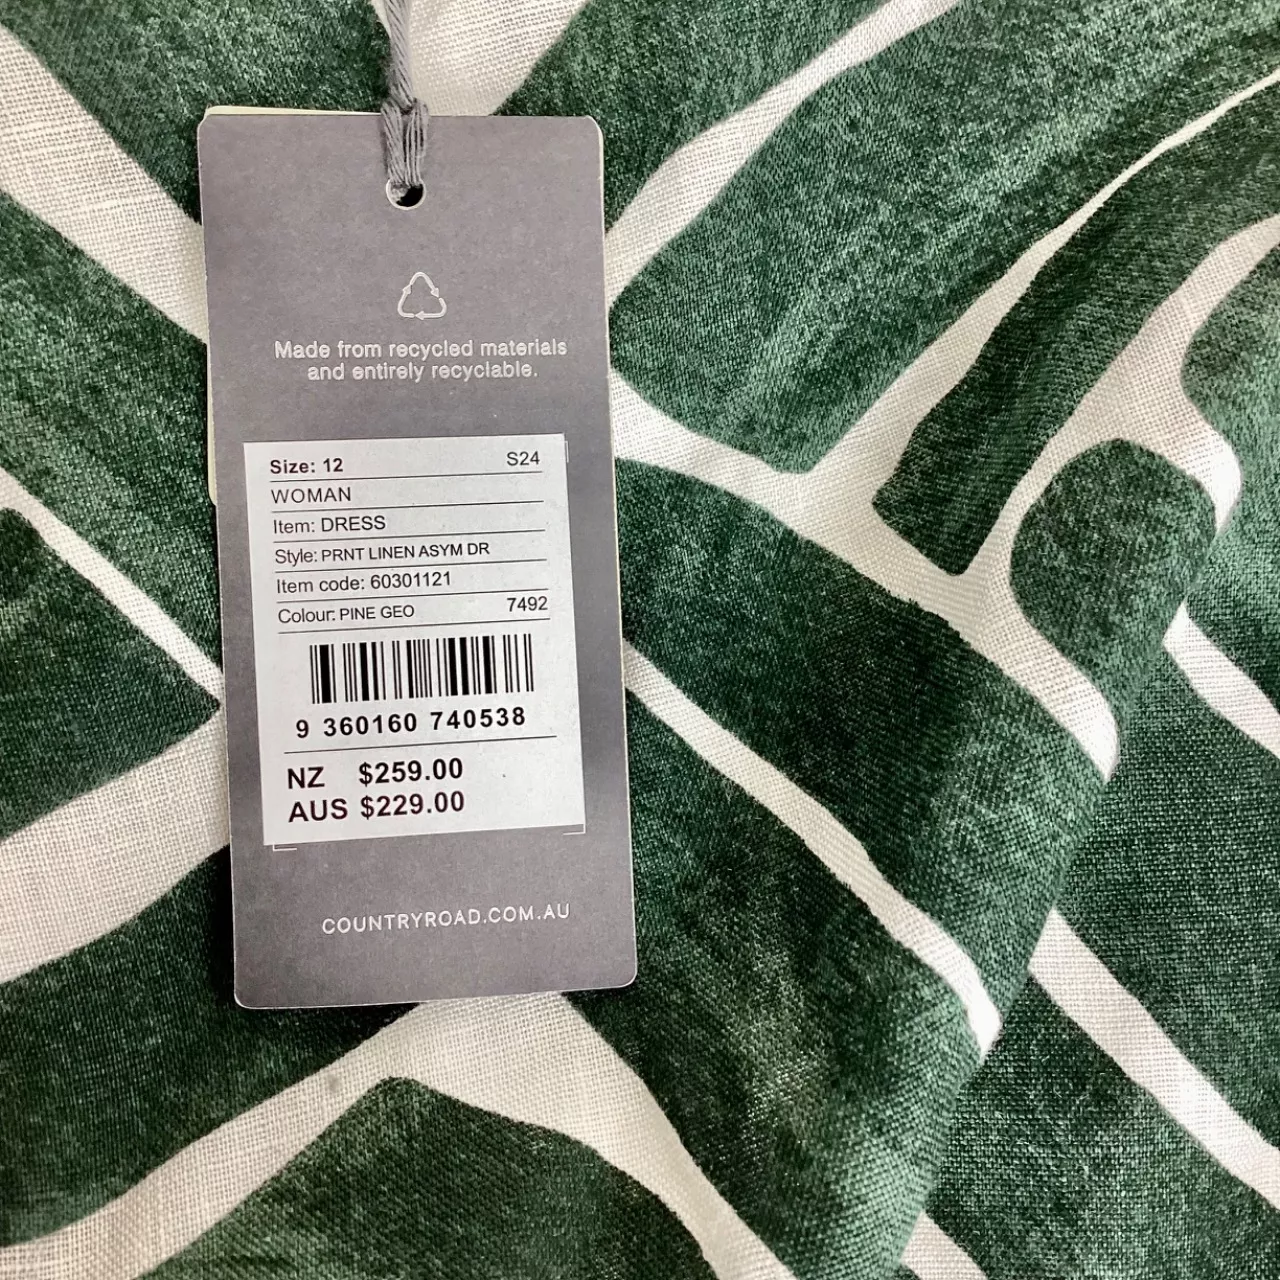 Made from recycled materials
and entirely recyclable.
Size: 12 S24
WOMAN
Item: DRESS
Style: PRNT LINEN ASYM DR
Item code: 60301121
Colour: PINE GEO 7492
9 360160 740538
NZ $259.00
AUS $229.00
COUNTRYROAD.COM.AU